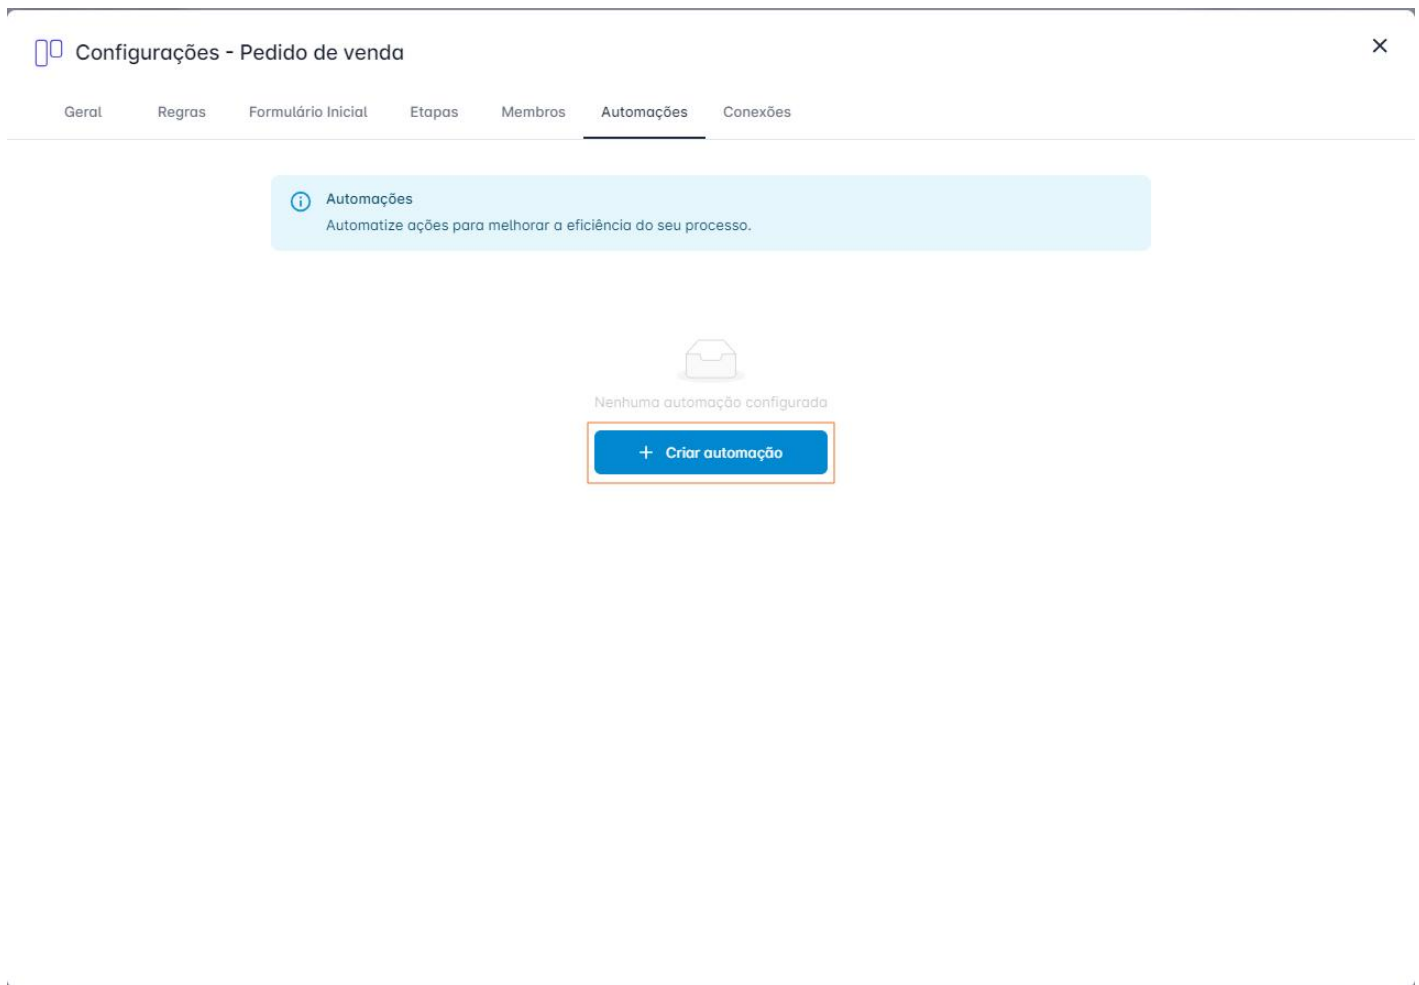 Configurações - Pedido de venda
Geral Regras Formulário Inicial Etapas Membros Automações Conexões
Automações
Automatize ações para melhorar a eficiência do seu processo.
Nenhuma automação configurada
+ Criar automação